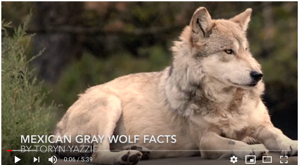 MEXICAN GRAY WOLF FACTS
BY TORYN YAZZIE
0:06 / 5:39